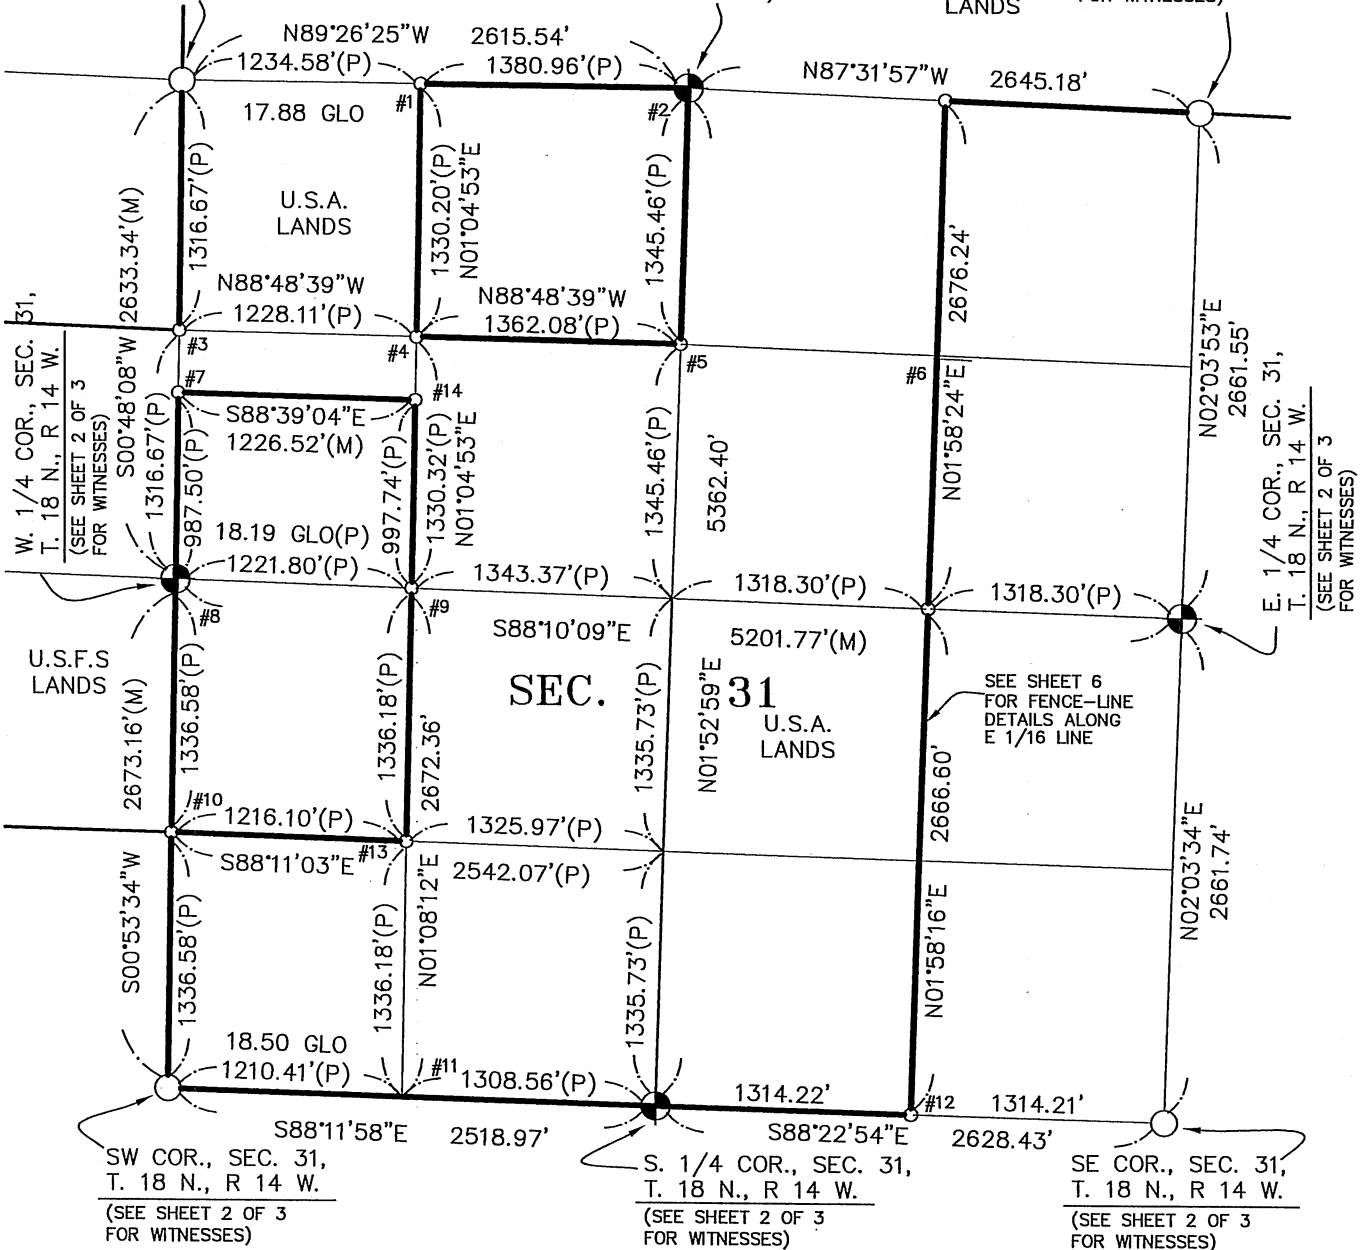 LANDS
N89°26'25"W 2615.54'
1234.58'(P) 1380.96'(P)
N87°31'57"W 2645.18'
17.88 GLO
#1
#2
1316.67'(P)
U.S.A.
LANDS
1330.20'(P)
N01°04'53"E
1345.46'(P)
2633.34'(M)
S00°48'08"W
2676.24'
N01°58'24"E
N02°03'53"E
2661.55'
N88°48'39"W
1228.11'(P)
N88°48'39"W
1362.08'(P)
#3
#4
#5
#6
#7
#14
S88°39'04"E
1226.52'(M)
W. 1/4 COR., SEC. 31,
T. 18 N., R 14 W.
(SEE SHEET 2 OF 3
FOR WITNESSES)
1316.67'(P)
987.50'(P)
997.74'(P)
1330.32'(P)
N01°04'53"E
1345.46'(P)
5362.40'
E. 1/4 COR., SEC. 31,
T. 18 N., R 14 W.
(SEE SHEET 2 OF 3
FOR WITNESSES)
18.19 GLO(P)
1221.80'(P)
1343.37'(P)
1318.30'(P)
1318.30'(P)
#8
#9
S88°10'09"E
5201.77'(M)
U.S.F.S
LANDS
SEC. 31
U.S.A.
LANDS
SEE SHEET 6
FOR FENCE-LINE
DETAILS ALONG
E 1/16 LINE
2673.16'(M)
1336.58'(P)
1336.18'(P)
2672.36'
1335.73'(P)
N01°52'59"E
2666.60'
#10
1216.10'(P)
S88°11'03"E
#13
1325.97'(P)
2542.07'(P)
S00°53'34"W
1336.58'(P)
1336.18'(P)
N01°08'12"E
1335.73'(P)
N01°58'16"E
N02°03'34"E
2661.74'
18.50 GLO
1210.41'(P)
#11
1308.56'(P)
1314.22'
#12
1314.21'
S88°11'58"E 2518.97'
S88°22'54"E
2628.43'
SW COR., SEC. 31,
T. 18 N., R 14 W.
(SEE SHEET 2 OF 3
FOR WITNESSES)
S. 1/4 COR., SEC. 31,
T. 18 N., R 14 W.
(SEE SHEET 2 OF 3
FOR WITNESSES)
SE COR., SEC. 31,
T. 18 N., R 14 W.
(SEE SHEET 2 OF 3
FOR WITNESSES)